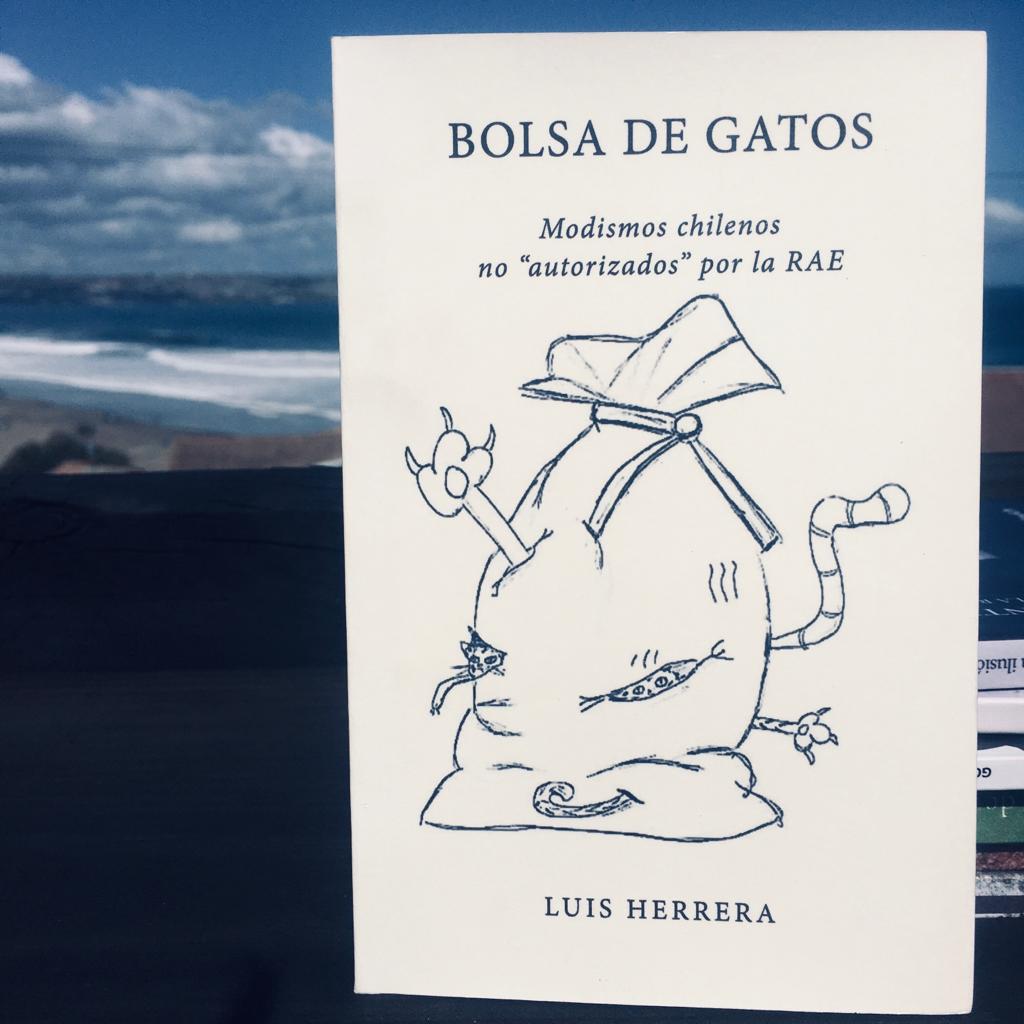 BOLSA DE GATOS
Modismos chilenos
no “autorizados” por la RAE
LUIS HERRERA